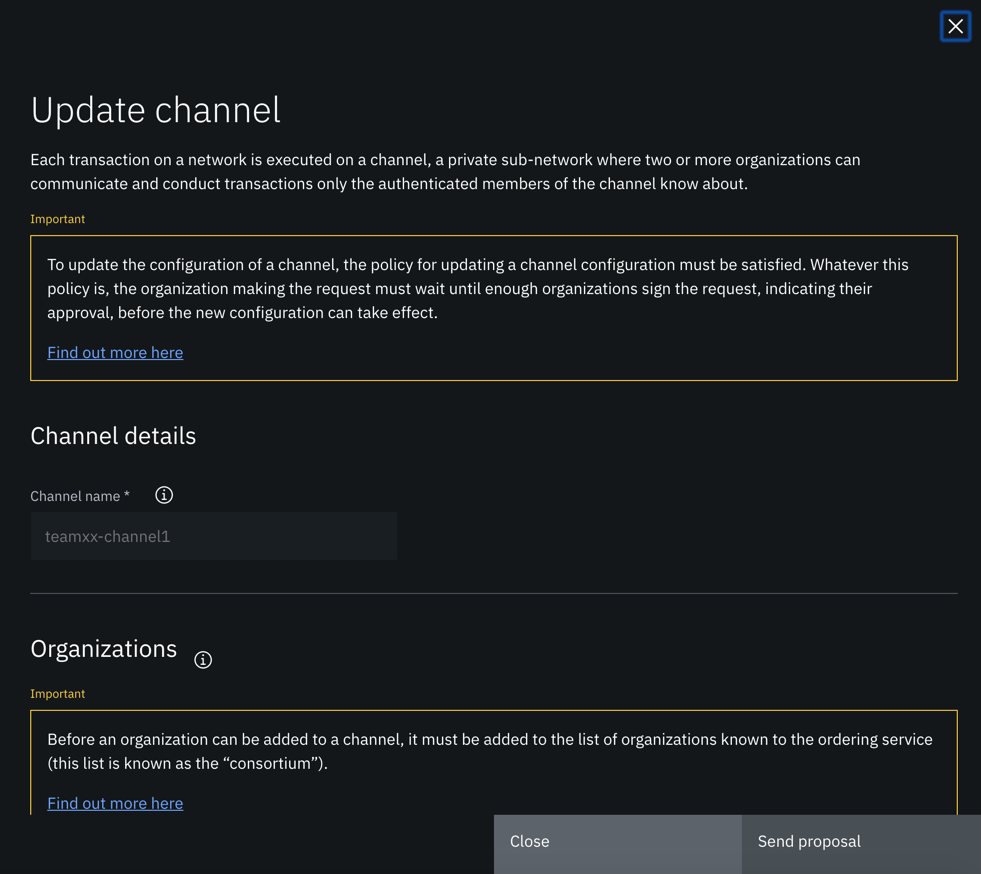 Update channel
Each transaction on a network is executed on a channel, a private sub-network where two or more organizations can
communicate and conduct transactions only the authenticated members of the channel know about.
Important
To update the configuration of a channel, the policy for updating a channel configuration must be satisfied. Whatever this
policy is, the organization making the request must wait until enough organizations sign the request, indicating their
approval, before the new configuration can take effect.
Find out more here
Channel details
Channel name *
teamxx-channel1
Organizations
Important
Before an organization can be added to a channel, it must be added to the list of organizations known to the ordering service
(this list is known as the “consortium”).
Find out more here
Close
Send proposal